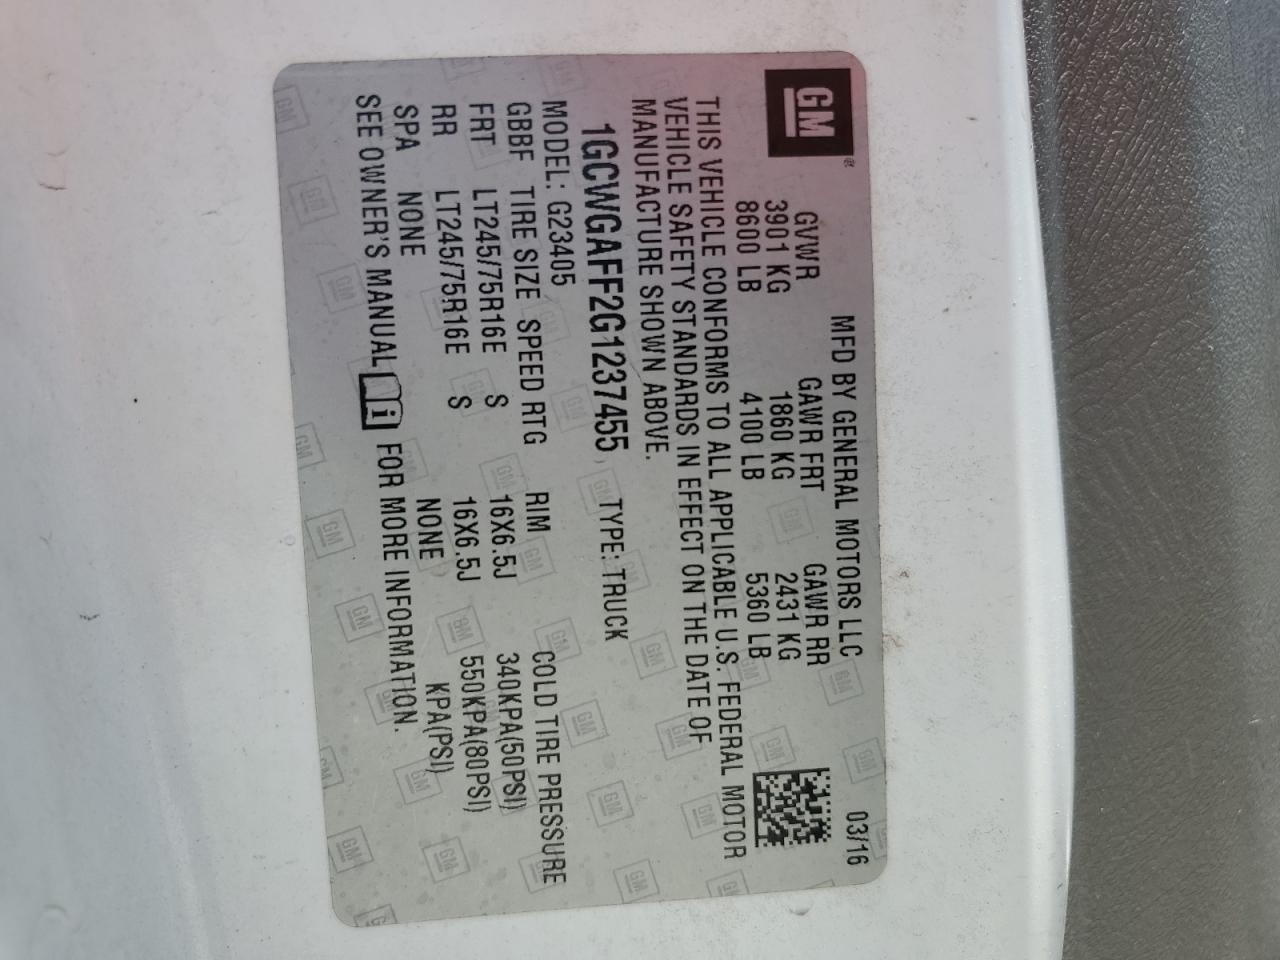 GM ®
MFD BY GENERAL MOTORS LLC 03/16
GVWR GAWR FRT GAWR RR
3901 KG 1860 KG 2431 KG
8600 LB 4100 LB 5360 LB
THIS VEHICLE CONFORMS TO ALL APPLICABLE U.S. FEDERAL MOTOR
VEHICLE SAFETY STANDARDS IN EFFECT ON THE DATE OF
MANUFACTURE SHOWN ABOVE.
1GCWGAFF2G1237455 TYPE: TRUCK
MODEL: G23405
GBBF TIRE SIZE SPEED RTG RIM COLD TIRE PRESSURE
FRT LT245/75R16E S 16X6.5J 340KPA(50PSI)
RR LT245/75R16E S 16X6.5J 550KPA(80PSI)
SPA NONE NONE KPA(PSI)
SEE OWNER'S MANUAL i FOR MORE INFORMATION.